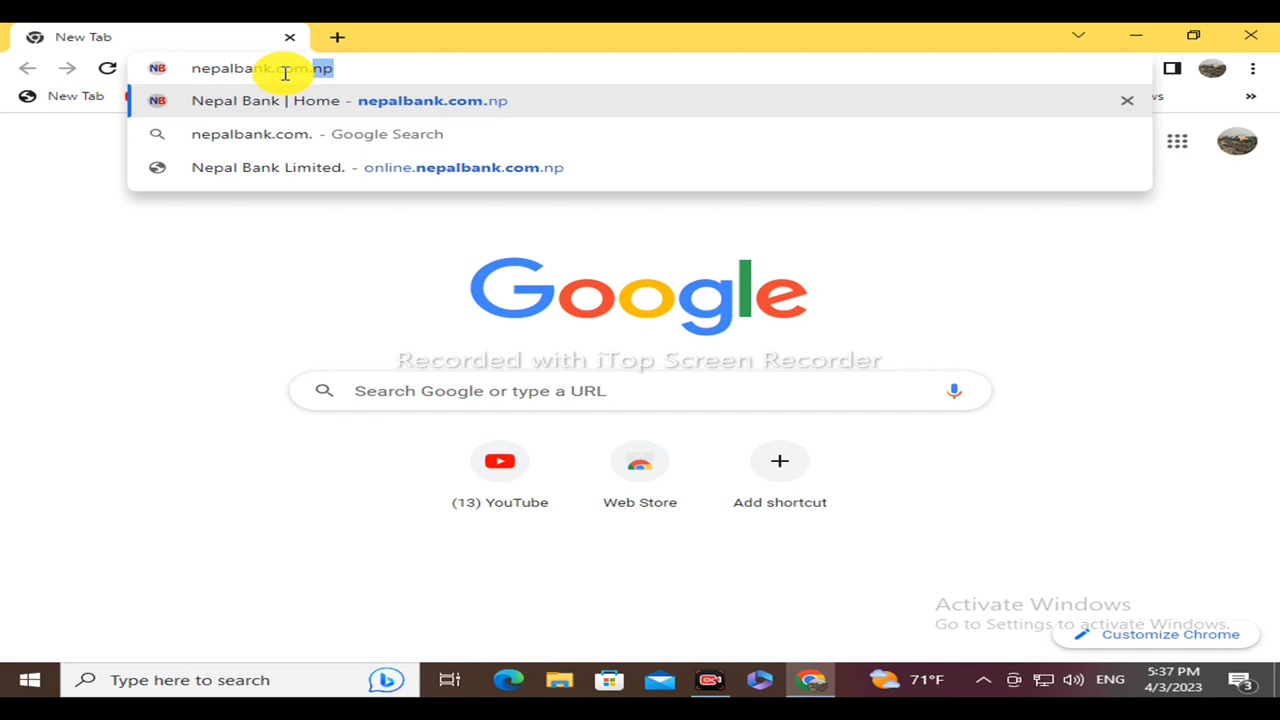 New Tab
NB nepalbank.com.np
New Tab
ws
NB Nepal Bank | Home - nepalbank.com.np
nepalbank.com. - Google Search
Nepal Bank Limited. - online.nepalbank.com.np
Google
Recorded with iTop Screen Recorder
Search Google or type a URL
(13) YouTube
Web Store
Add shortcut
Activate Windows
Go to Settings to activate Windows.
Customize Chrome
Type here to search
71°F
ENG
5:37 PM
4/3/2023
3